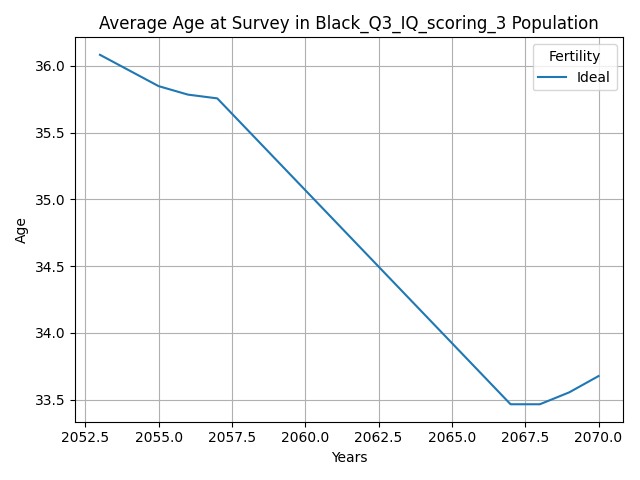 Average Age at Survey in Black_Q3_IQ_scoring_3 Population
Fertility
Ideal
36.0
35.5
35.0
34.5
34.0
33.5
Age
2052.5 2055.0 2057.5 2060.0 2062.5 2065.0 2067.5 2070.0
Years